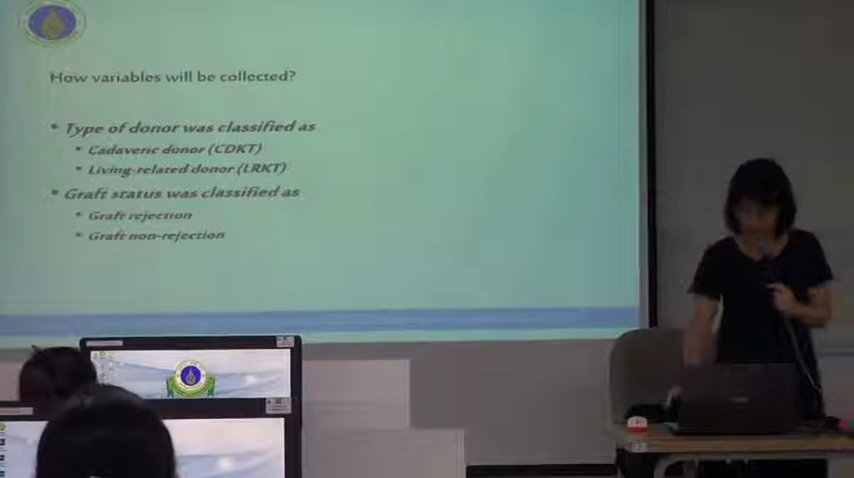 How variables will be collected?
• Type of donor was classified as
• Cadaveric donor (CDKT)
• Living-related donor (LRKT)
• Graft status was classified as
• Graft rejection
• Graft non-rejection